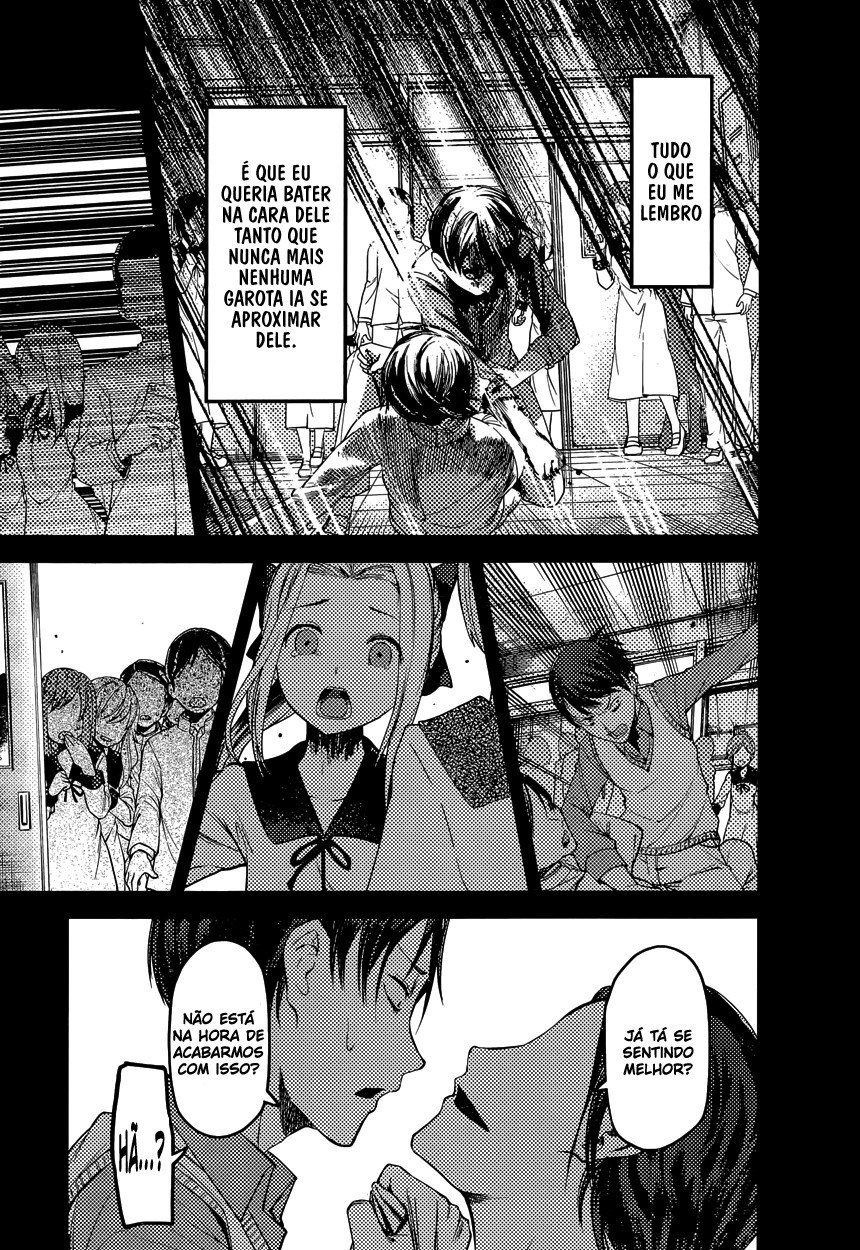 TUDO
O QUE
EU ME
LEMBRO
É QUE EU
QUERIA BATER
NA CARA DELE
TANTO QUE
NUNCA MAIS
NENHUMA
GAROTA IA SE
APROXIMAR
DELE.
JÁ TÁ SE
SENTINDO
MELHOR?
NÃO ESTÁ
NA HORA DE
ACABARMOS
COM ISSO?
HÃ...?